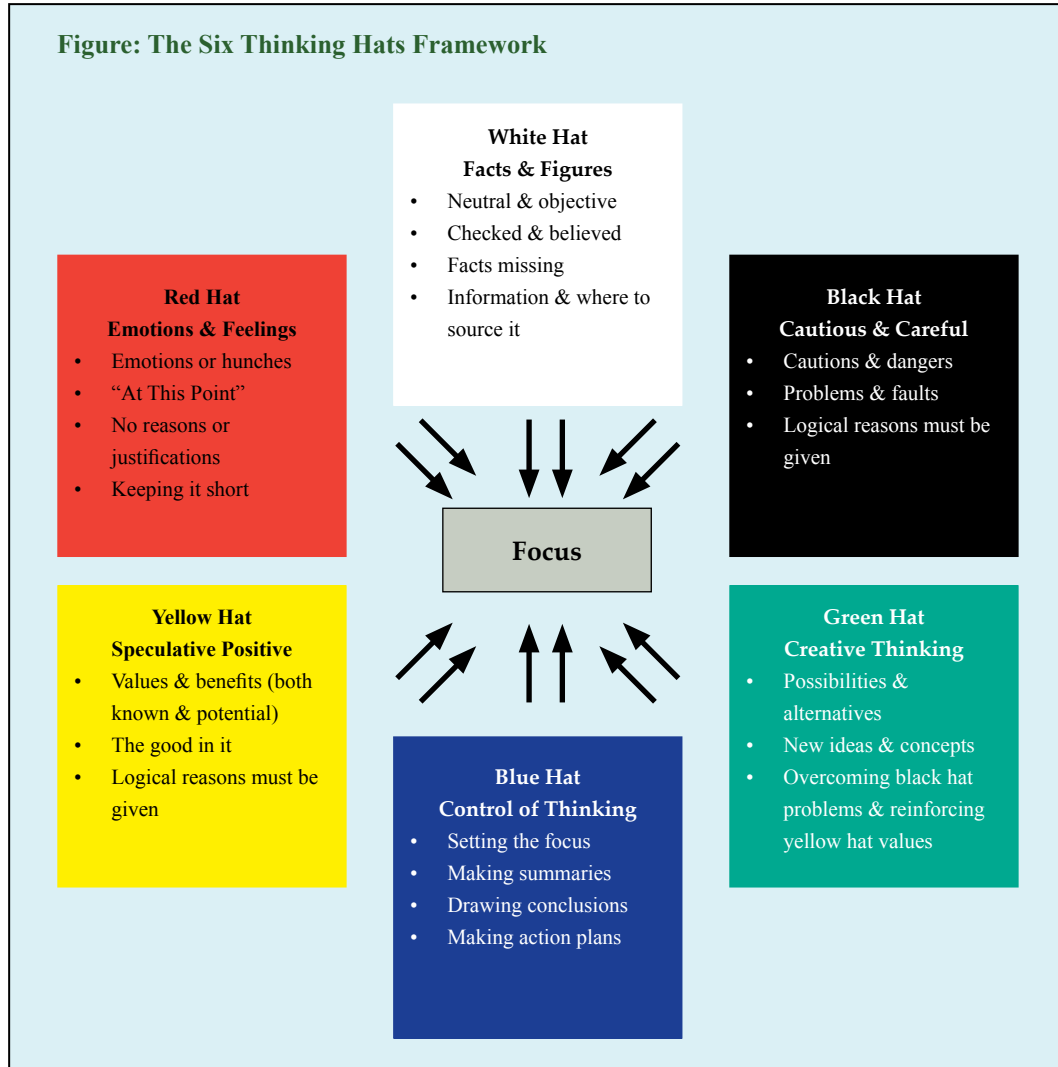 Figure: The Six Thinking Hats Framework
White Hat
Facts & Figures
• Neutral & objective
• Checked & believed
• Facts missing
• Information & where to
source it
Red Hat
Emotions & Feelings
• Emotions or hunches
• “At This Point”
• No reasons or
justifications
• Keeping it short
Black Hat
Cautious & Careful
• Cautions & dangers
• Problems & faults
• Logical reasons must be
given
Focus
Yellow Hat
Speculative Positive
• Values & benefits (both
known & potential)
• The good in it
• Logical reasons must be
given
Green Hat
Creative Thinking
• Possibilities &
alternatives
• New ideas & concepts
• Overcoming black hat
problems & reinforcing
yellow hat values
Blue Hat
Control of Thinking
• Setting the focus
• Making summaries
• Drawing conclusions
• Making action plans